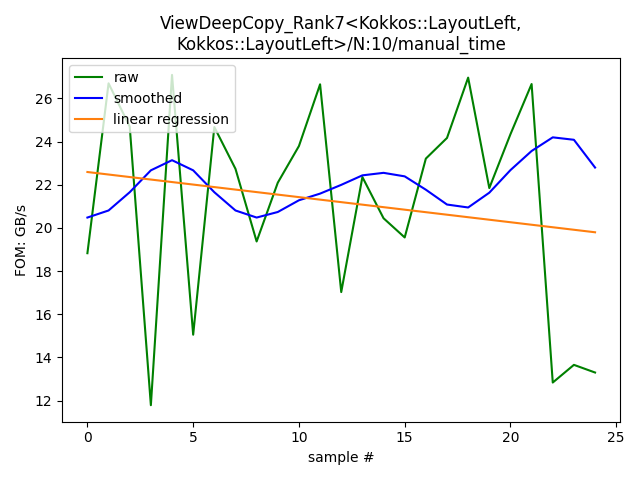 ViewDeepCopy_Rank7<Kokkos::LayoutLeft,
Kokkos::LayoutLeft>/N:10/manual_time
raw
smoothed
linear regression
FOM: GB/s
26
24
22
20
18
16
14
12
0
5
10
15
20
25
sample #